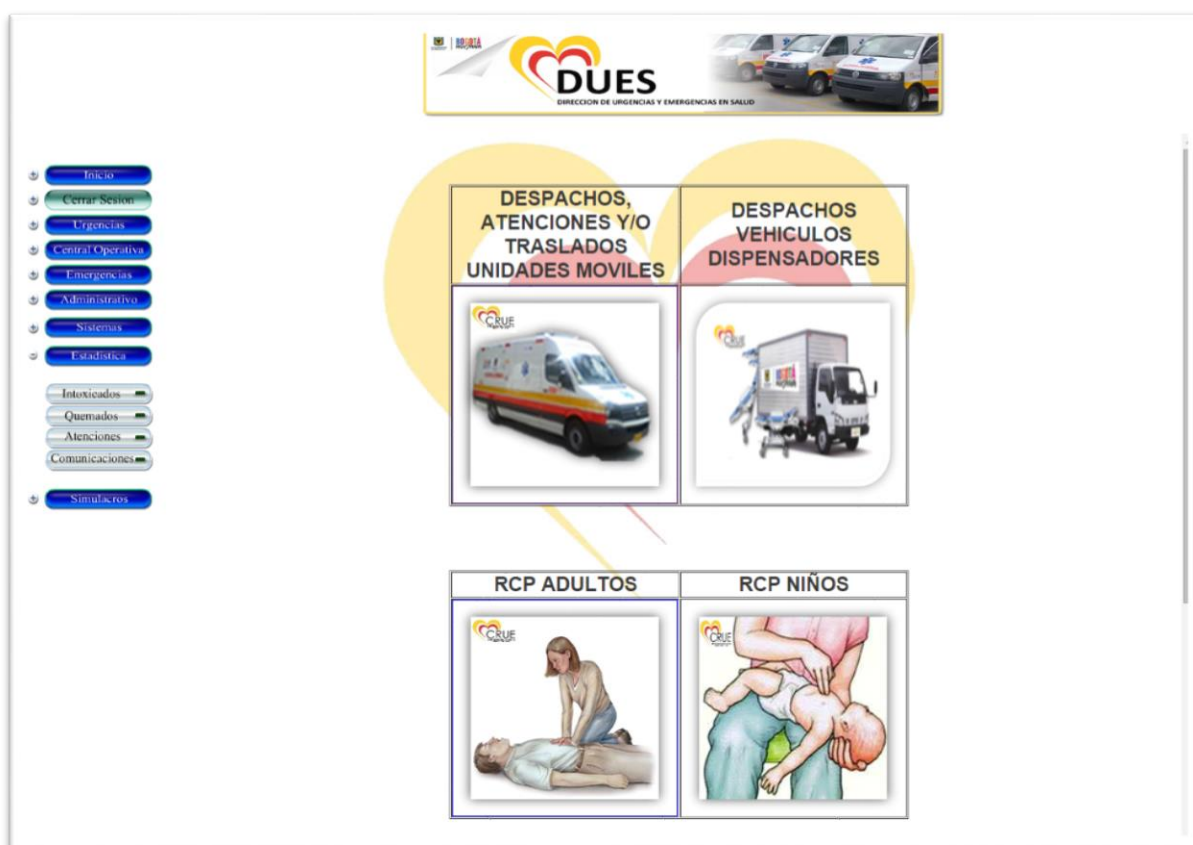 BOGOTÁ
DUES
DIRECCION DE URGENCIAS Y EMERGENCIAS EN SALUD
Inicio
Cerrar Sesion
Urgencias
Central Operativa
Emergencias
Administrativo
Sistemas
Estadistica
Intoxicados
Quemados
Atenciones
Comunicaciones
Simulacros
DESPACHOS,
ATENCIONES Y/O
TRASLADOS
UNIDADES MOVILES
DESPACHOS
VEHICULOS
DISPENSADORES
CRUE
CRUE
BOGOTÁ
RCP ADULTOS
RCP NIÑOS
CRUE
CRUE